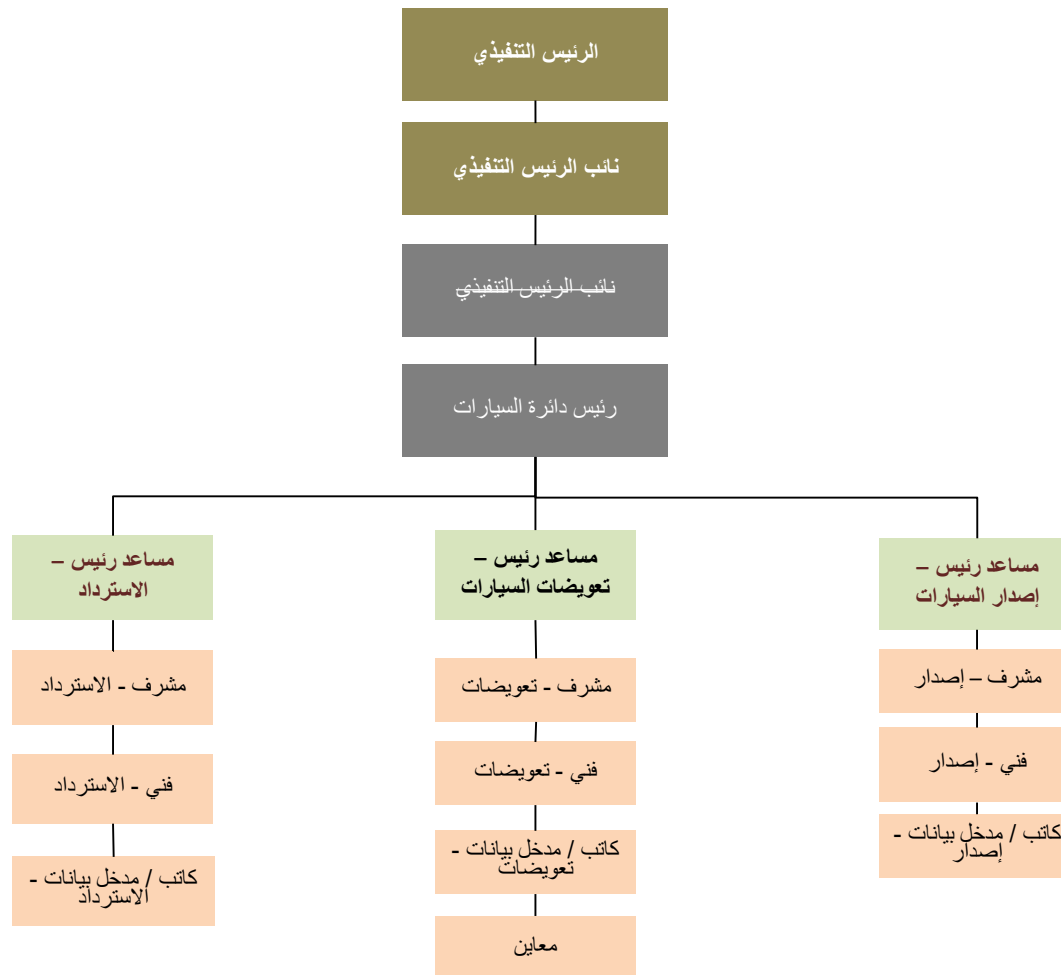 الرئيس التنفيذي
نائب الرئيس التنفيذي
نائب الرئيس التنفيذي
رئيس دائرة السيارات
مساعد رئيس –
إصدار السيارات
مشرف – إصدار
فني - إصدار
كاتب / مدخل بيانات -
إصدار
مساعد رئيس –
تعويضات السيارات
مشرف - تعويضات
فني - تعويضات
كاتب / مدخل بيانات -
تعويضات
معاين
مساعد رئيس –
الاسترداد
مشرف - الاسترداد
فني - الاسترداد
كاتب / مدخل بيانات -
الاسترداد